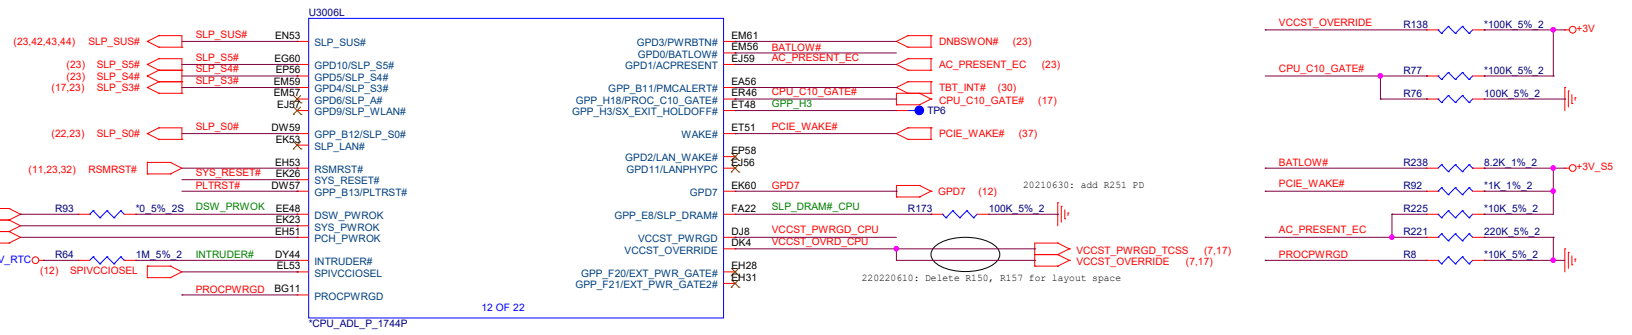 U3006L
(23,42,43,44) SLP_SUS# SLP_SUS# EN53 SLP_SUS#
(23) SLP_S5# SLP_S5# EG60 GPD10/SLP_S5#
(23) SLP_S4# SLP_S4# EP56 GPD5/SLP_S4#
(17,23) SLP_S3# SLP_S3# EM59 GPD4/SLP_S3#
EM57 GPD6/SLP_A#
EJ57 GPD9/SLP_WLAN#
(22,23) SLP_S0# SLP_S0# DW59 GPP_B12/SLP_S0#
EK53 SLP_LAN#
(11,23,32) RSMRST# EH53 RSMRST#
SYS_RESET# EK26 SYS_RESET#
PLTRST# DW57 GPP_B13/PLTRST#
R93 *0_5%_2S DSW_PRWOK EE48 DSW_PWROK
EK23 SYS_PWROK
EH51 PCH_PWROK
V_RTC R64 1M_5%_2 INTRUDER# DY44 INTRUDER#
(12) SPIVCCIOSEL EL53 SPIVCCIOSEL
PROCPWRGD BG11 PROCPWRGD
GPD3/PWRBTN# EM61 DNBSWON# (23)
GPD0/BATLOW# EM56 BATLOW#
GPD1/ACPRESENT EJ59 AC_PRESENT_EC AC_PRESENT_EC (23)
GPP_B11/PMCALERT# EA56 TBT_INT# (30)
GPP_H18/PROC_C10_GATE# ER46 CPU_C10_GATE# CPU_C10_GATE# (17)
GPP_H3/SX_EXIT_HOLDOFF# ET48 GPP_H3 TP6
WAKE# ET51 PCIE_WAKE# PCIE_WAKE# (37)
GPD2/LAN_WAKE# EP58
GPD11/LANPHYPC EJ56
GPD7 EK60 GPD7 GPD7 (12) 20210630: add R251 PD
GPP_E8/SLP_DRAM# FA22 SLP_DRAM#_CPU R173 100K_5%_2
VCCST_PWRGD DJ8 VCCST_PWRGD_CPU
VCCST_OVERRIDE DK4 VCCST_OVRD_CPU VCCST_PWRGD_TCSS (7,17)
VCCST_OVERRIDE (7,17)
GPP_F20/EXT_PWR_GATE# EH28
220220610: Delete R150, R157 for layout space
GPP_F21/EXT_PWR_GATE2# EH31
12 OF 22
*CPU_ADL_P_1744P
VCCST_OVERRIDE R138 *100K_5%_2 +3V
CPU_C10_GATE# R77 *100K_5%_2
R76 100K_5%_2
BATLOW# R238 8.2K_1%_2 +3V_S5
PCIE_WAKE# R92 *1K_1%_2
R225 *10K_5%_2
AC_PRESENT_EC R221 220K_5%_2
PROCPWRGD R8 *10K_5%_2